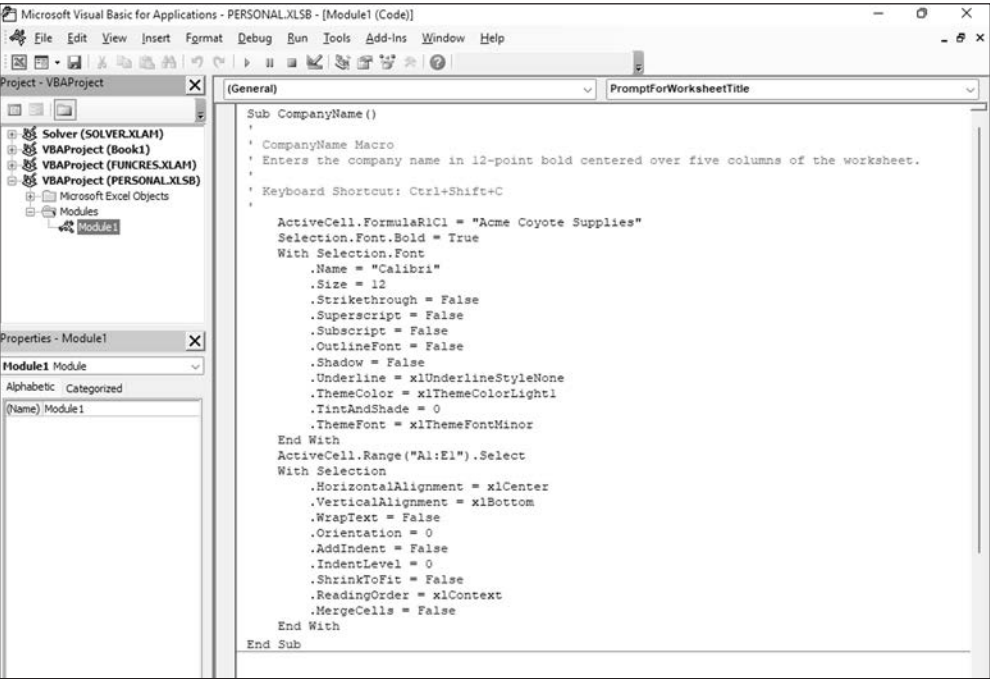 Microsoft Visual Basic for Applications - PERSONAL.XLSB - [Module1 (Code)]
File Edit View Insert Format Debug Run Tools Add-Ins Window Help
Project - VBAProject
Solver (SOLVER.XLAM)
VBAProject (Book1)
VBAProject (FUNCRES.XLAM)
VBAProject (PERSONAL.XLSB)
Microsoft Excel Objects
Modules
Module1
Properties - Module1
Module1 Module
Alphabetic Categorized
(Name) Module1
(General) PromptForWorksheetTitle
Sub CompanyName()
'
' CompanyName Macro
' Enters the company name in 12-point bold centered over five columns of the worksheet.
'
' Keyboard Shortcut: Ctrl+Shift+C
'
ActiveCell.FormulaR1C1 = "Acme Coyote Supplies"
Selection.Font.Bold = True
With Selection.Font
.Name = "Calibri"
.Size = 12
.Strikethrough = False
.Superscript = False
.Subscript = False
.OutlineFont = False
.Shadow = False
.Underline = xlUnderlineStyleNone
.ThemeColor = xlThemeColorLight1
.TintAndShade = 0
.ThemeFont = xlThemeFontMinor
End With
ActiveCell.Range("A1:E1").Select
With Selection
.HorizontalAlignment = xlCenter
.VerticalAlignment = xlBottom
.WrapText = False
.Orientation = 0
.AddIndent = False
.IndentLevel = 0
.ShrinkToFit = False
.ReadingOrder = xlContext
.MergeCells = False
End With
End Sub